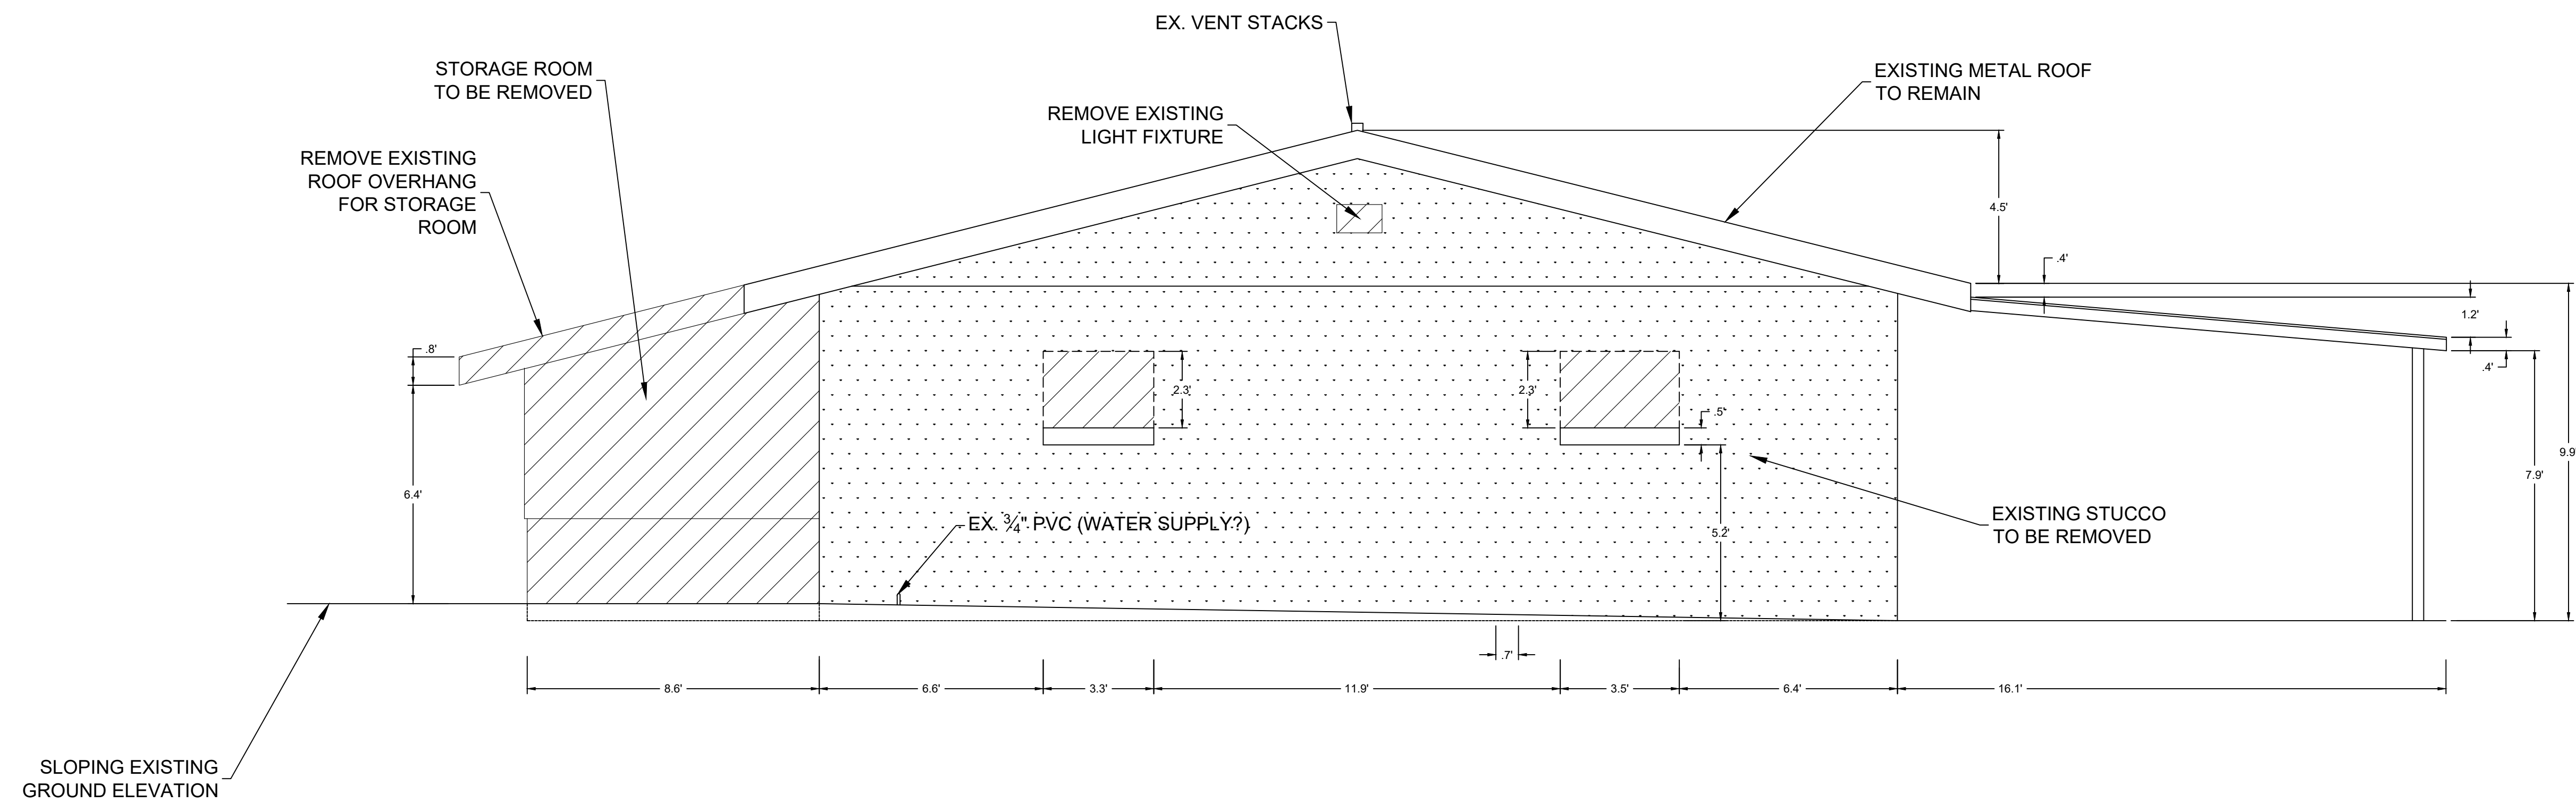 EX. VENT STACKS
STORAGE ROOM
TO BE REMOVED
EXISTING METAL ROOF
TO REMAIN
REMOVE EXISTING
LIGHT FIXTURE
REMOVE EXISTING
ROOF OVERHANG
FOR STORAGE
ROOM
4.5'
.4'
1.2'
.8'
.4'
2.3'
2.3'
.5'
9.9'
7.9'
6.4'
EXISTING STUCCO
TO BE REMOVED
EX. ¾" PVC (WATER SUPPLY?)
5.2'
.7'
8.6'
6.6'
3.3'
11.9'
3.5'
6.4'
16.1'
SLOPING EXISTING
GROUND ELEVATION